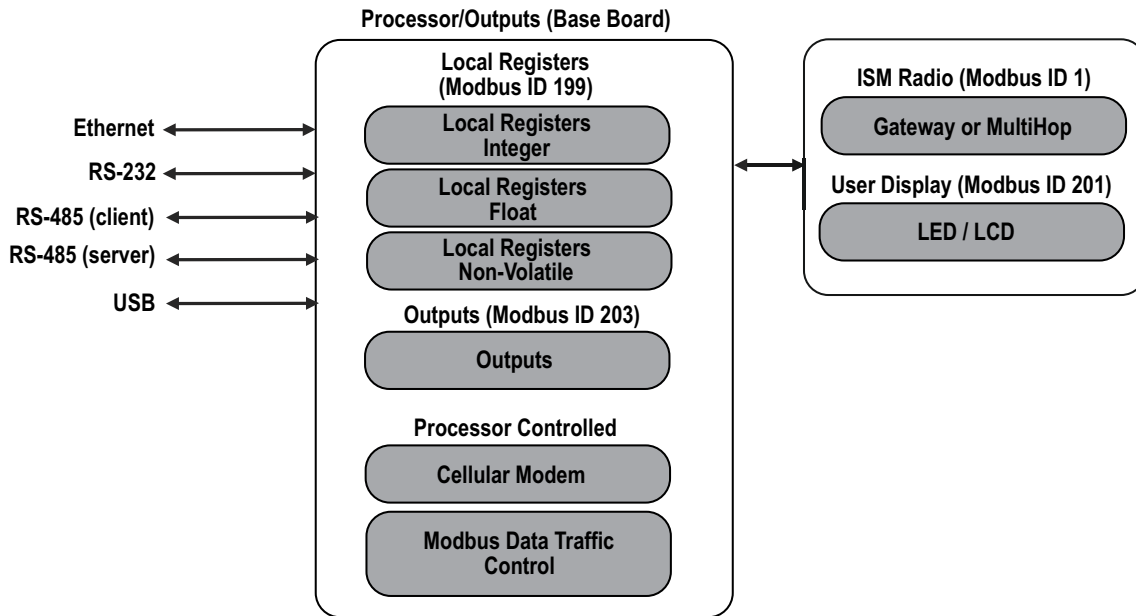 Processor/Outputs (Base Board)
Local Registers
(Modbus ID 199)
Local Registers
Integer
Local Registers
Float
Local Registers
Non-Volatile
Outputs (Modbus ID 203)
Outputs
Processor Controlled
Cellular Modem
Modbus Data Traffic
Control
Ethernet
RS-232
RS-485 (client)
RS-485 (server)
USB
ISM Radio (Modbus ID 1)
Gateway or MultiHop
User Display (Modbus ID 201)
LED / LCD